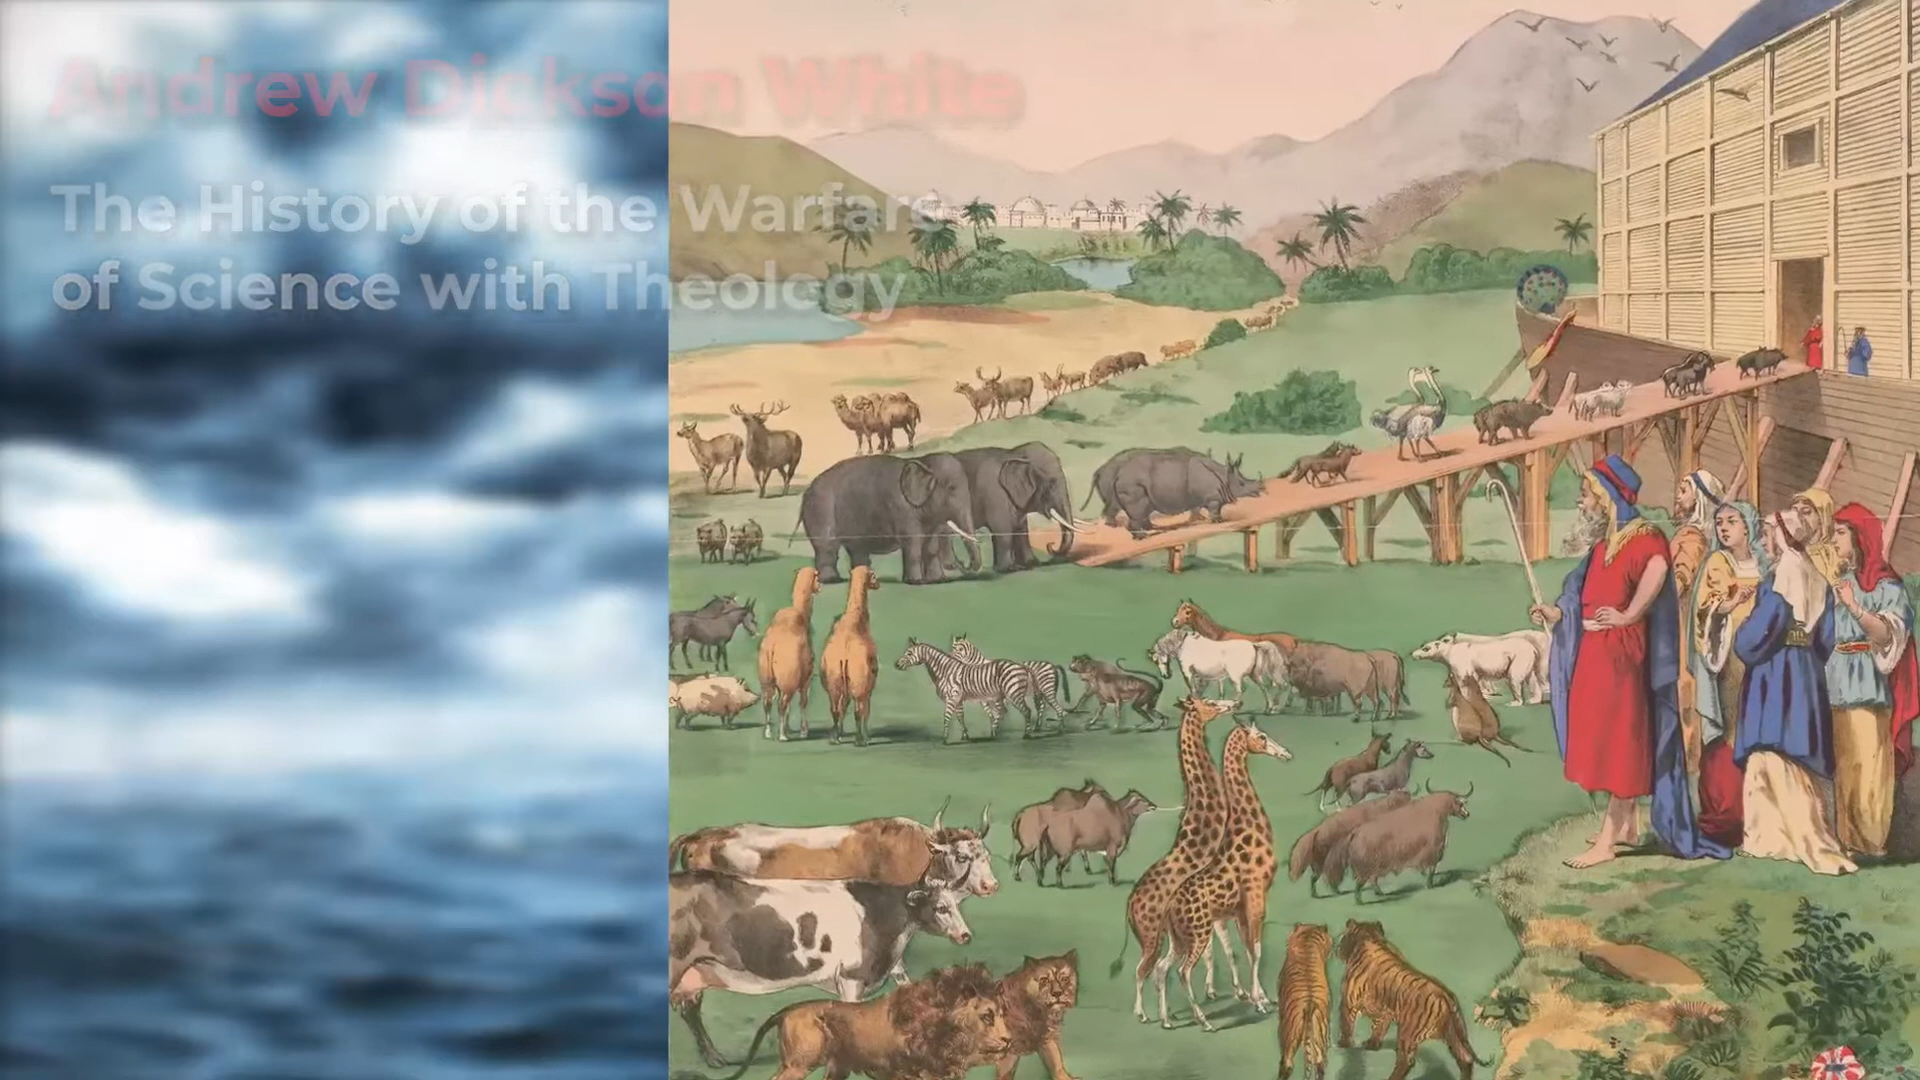 Andrew Dickson White
The History of the Warfare
of Science with Theology